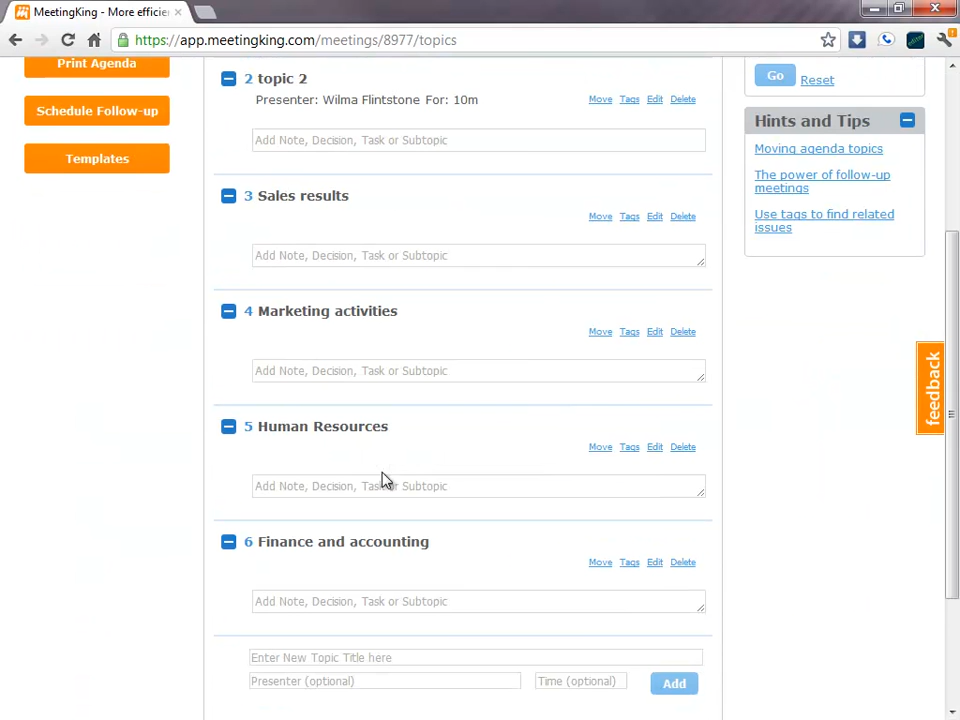 MeetingKing - More efficien
https://app.meetingking.com/meetings/8977/topics
Print Agenda
Schedule Follow-up
Templates
2 topic 2
Presenter: Wilma Flintstone For: 10m
Move Tags Edit Delete
Add Note, Decision, Task or Subtopic
3 Sales results
Move Tags Edit Delete
Add Note, Decision, Task or Subtopic
4 Marketing activities
Move Tags Edit Delete
Add Note, Decision, Task or Subtopic
5 Human Resources
Move Tags Edit Delete
Add Note, Decision, Task or Subtopic
6 Finance and accounting
Move Tags Edit Delete
Add Note, Decision, Task or Subtopic
Enter New Topic Title here
Presenter (optional)
Time (optional)
Add
Go Reset
Hints and Tips
Moving agenda topics
The power of follow-up
meetings
Use tags to find related
issues
feedback